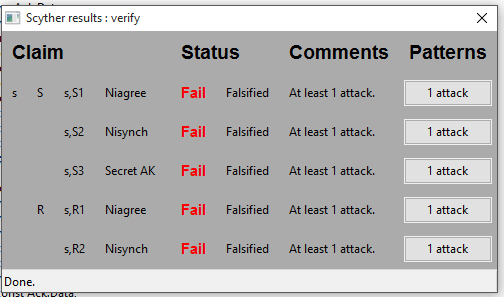 Scyther results : verify
Claim Status Comments Patterns
s S s,S1 Niagree Fail Falsified At least 1 attack. 1 attack
s,S2 Nisynch Fail Falsified At least 1 attack. 1 attack
s,S3 Secret AK Fail Falsified At least 1 attack. 1 attack
R s,R1 Niagree Fail Falsified At least 1 attack. 1 attack
s,R2 Nisynch Fail Falsified At least 1 attack. 1 attack
Done.